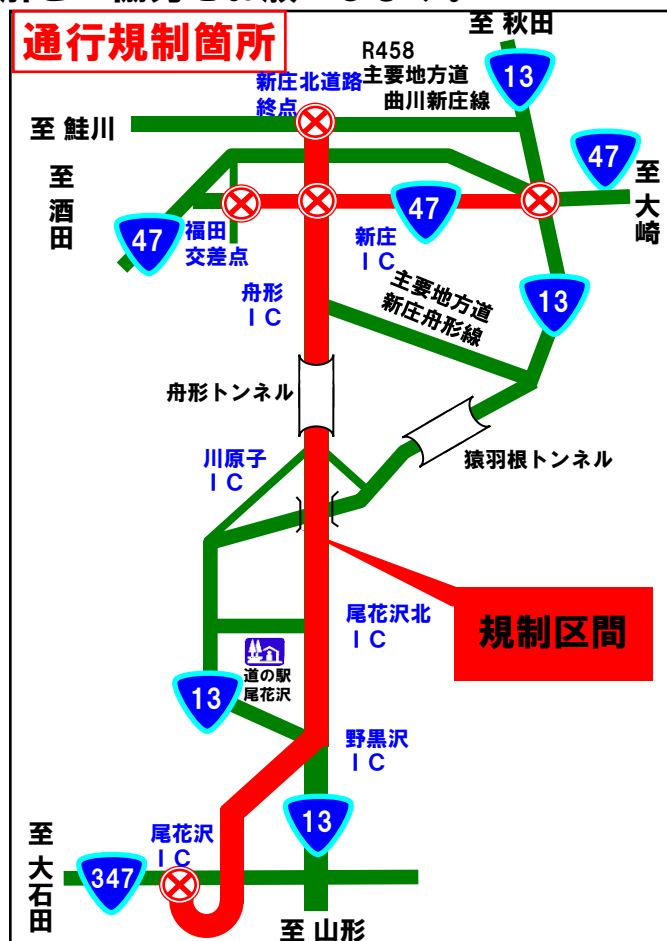 通行規制箇所
至 秋田
R458
主要地方道
曲川新庄線
13
新庄北道路
終点
至 鮭川
47
至 大崎
至 酒田
47
福田
交差点
47
新庄
IC
13
舟形
IC
主要地方道
新庄舟形線
舟形トンネル
猿羽根トンネル
川原子
IC
規制区間
尾花沢北
IC
道の駅
尾花沢
13
野黒沢
IC
13
尾花沢
IC
至 大石田
347
至 山形